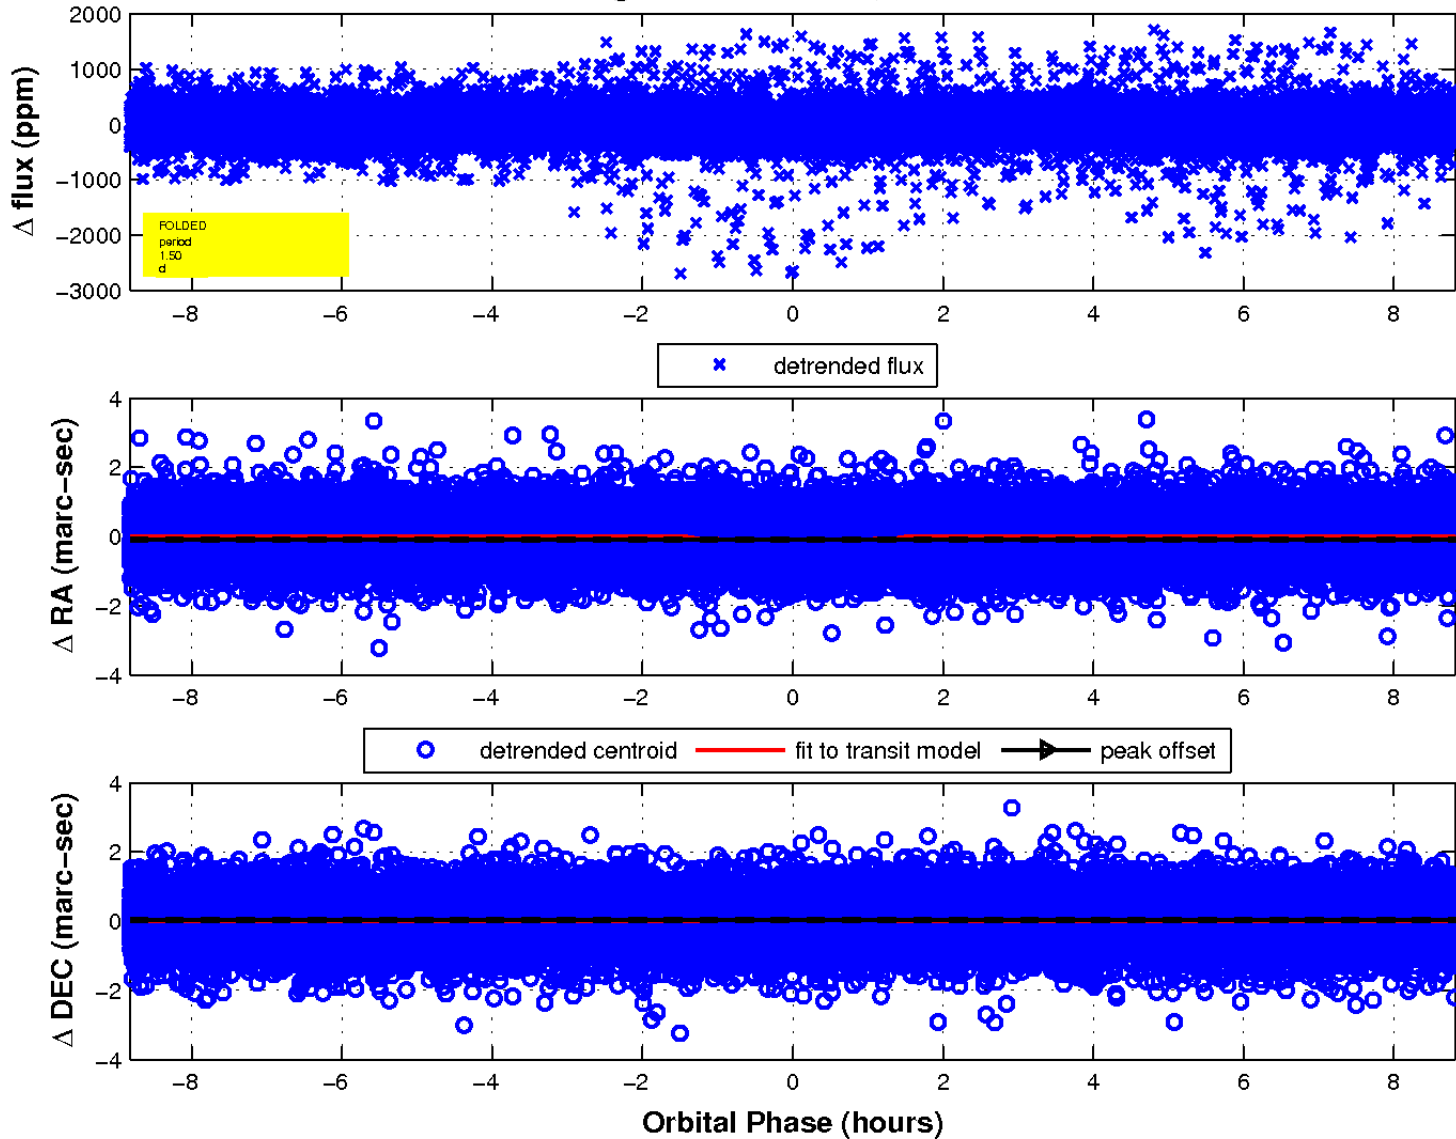 2000
1000
0
−1000
−2000
−3000
Δ flux (ppm)
FOLDED
period
1.50
d
−8 −6 −4 −2 0 2 4 6 8
detrended flux
4
2
0
−2
−4
Δ RA (marc−sec)
−8 −6 −4 −2 0 2 4 6 8
detrended centroid fit to transit model peak offset
4
2
0
−2
−4
Δ DEC (marc−sec)
−8 −6 −4 −2 0 2 4 6 8
Orbital Phase (hours)